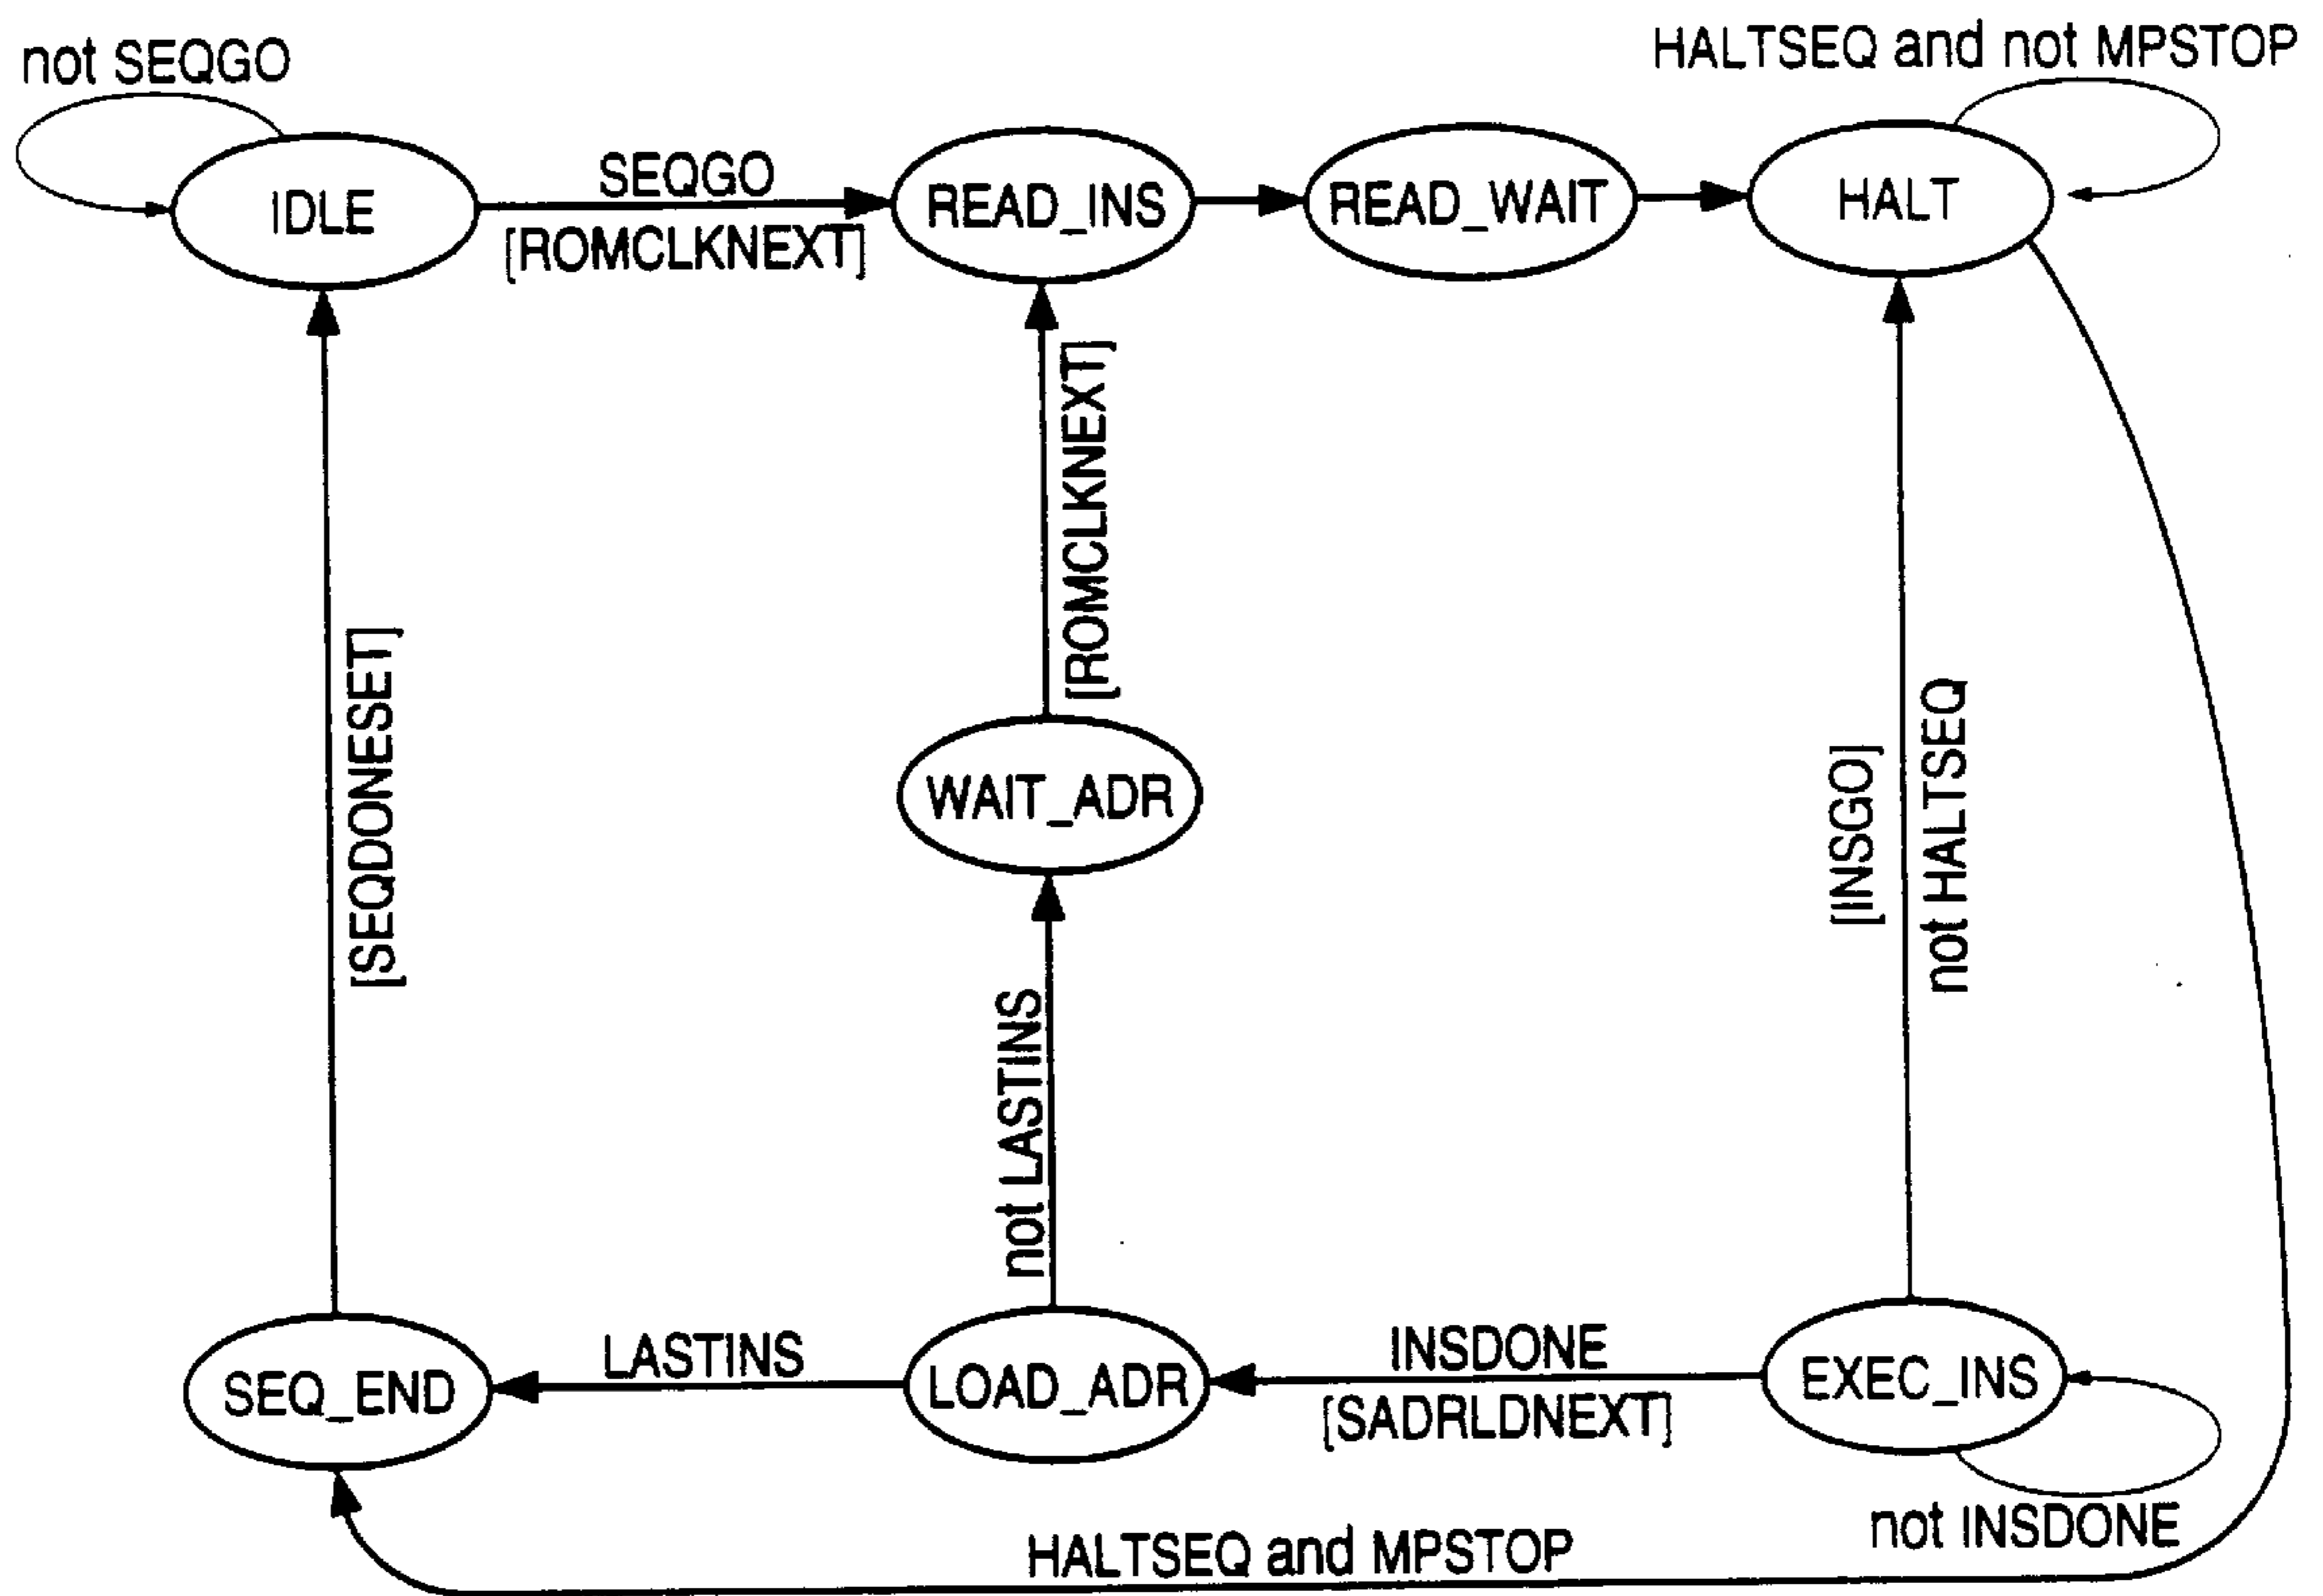 not SEQGO
HALTSEQ and not MPSTOP
IDLE
SEQGO
[ROMCLKNEXT]
READ_INS
READ_WAIT
HALT
[ROMCLKNEXT]
[SEQDONESET]
WAIT_ADR
[INSGO]
not HALTSEQ
not LASTINS
SEQ_END
LASTINS
LOAD_ADR
INSDONE
[SADRLDNEXT]
EXEC_INS
not INSDONE
HALTSEQ and MPSTOP